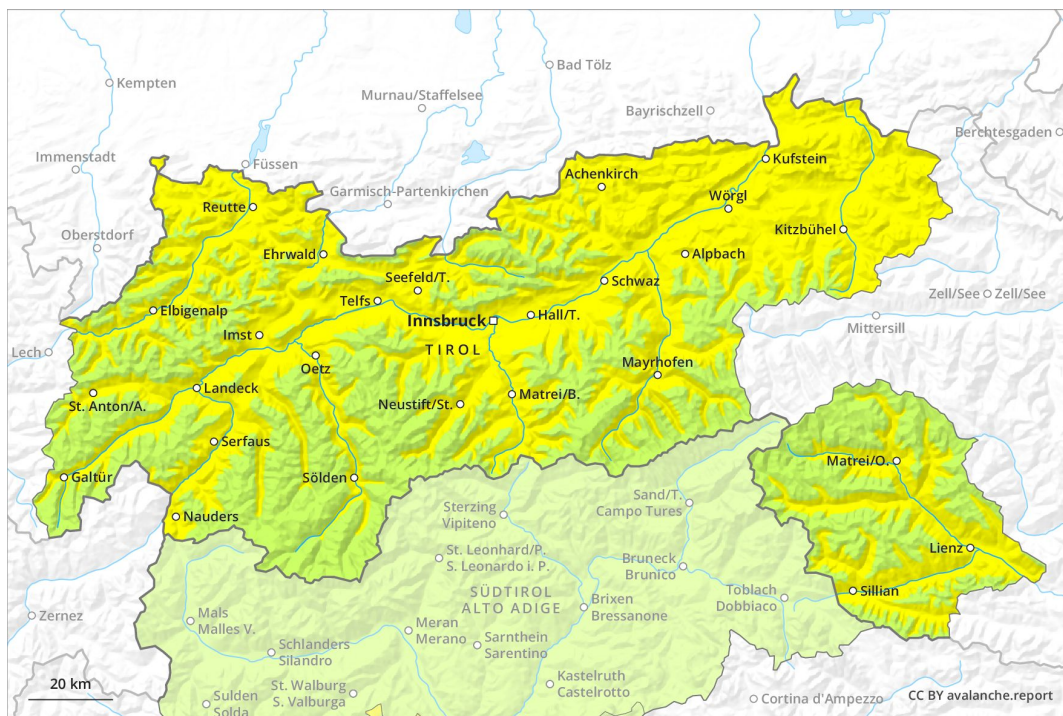 Kempten
Bad Tölz
Murnau/Staffelsee
Bayrischzell
Berchtesgaden
Immenstadt
Füssen
Kufstein
Achenkirch
Garmisch-Partenkirchen
Wörgl
Reutte
Oberstdorf
Kitzbühel
Ehrwald
Alpbach
Seefeld/T.
Schwaz
Zell/See
Zell/See
Telfs
Elbigenalp
Innsbruck
Hall/T.
Mittersill
Imst
TIROL
Lech
Oetz
Mayrhofen
Landeck
St. Anton/A.
Neustift/St.
Matrei/B.
Serfaus
Matrei/O.
Galtür
Sölden
Sand/T.
Campo Tures
Sterzing
Vipiteno
Nauders
Lienz
St. Leonhard/P.
S. Leonardo i. P.
Bruneck
Brunico
Sillian
SÜDTIROL
ALTO ADIGE
Toblach
Dobbiaco
Brixen
Bressanone
Zernez
Mals
Malles V.
Meran
Merano
Sarnthein
Sarentino
Schlanders
Silandro
Kastelruth
Castelrotto
20 km
St. Walburg
S. Valburga
Sulden
Solda
Cortina d'Ampezzo
CC BY avalanche.report